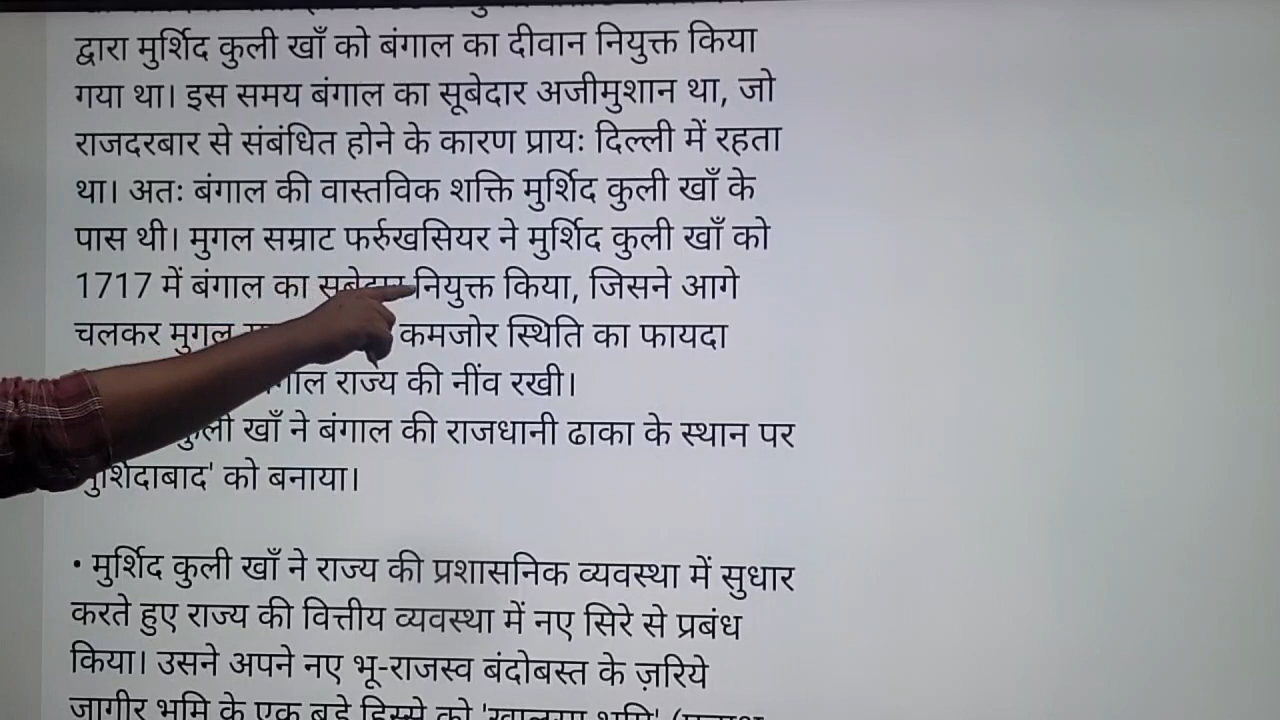 द्वारा मुर्शिद कुली खाँ को बंगाल का दीवान नियुक्त किया
गया था। इस समय बंगाल का सूबेदार अजीमुशान था, जो
राजदरबार से संबंधित होने के कारण प्रायः दिल्ली में रहता
था। अतः बंगाल की वास्तविक शक्ति मुर्शिद कुली खाँ के
पास थी। मुगल सम्राट फर्रुखसियर ने मुर्शिद कुली खाँ को
1717 में बंगाल का सूबेदार नियुक्त किया, जिसने आगे
चलकर मुगल कमजोर स्थिति का फायदा
राज्य की नींव रखी।
खाँ ने बंगाल की राजधानी ढाका के स्थान पर
को बनाया।
• मुर्शिद कुली खाँ ने राज्य की प्रशासनिक व्यवस्था में सुधार
करते हुए राज्य की वित्तीय व्यवस्था में नए सिरे से प्रबंध
किया। उसने अपने नए भू-राजस्व बंदोबस्त के ज़रिये
जागीर भूमि के एक बड़े हिस्से को 'खालसा भूमि'